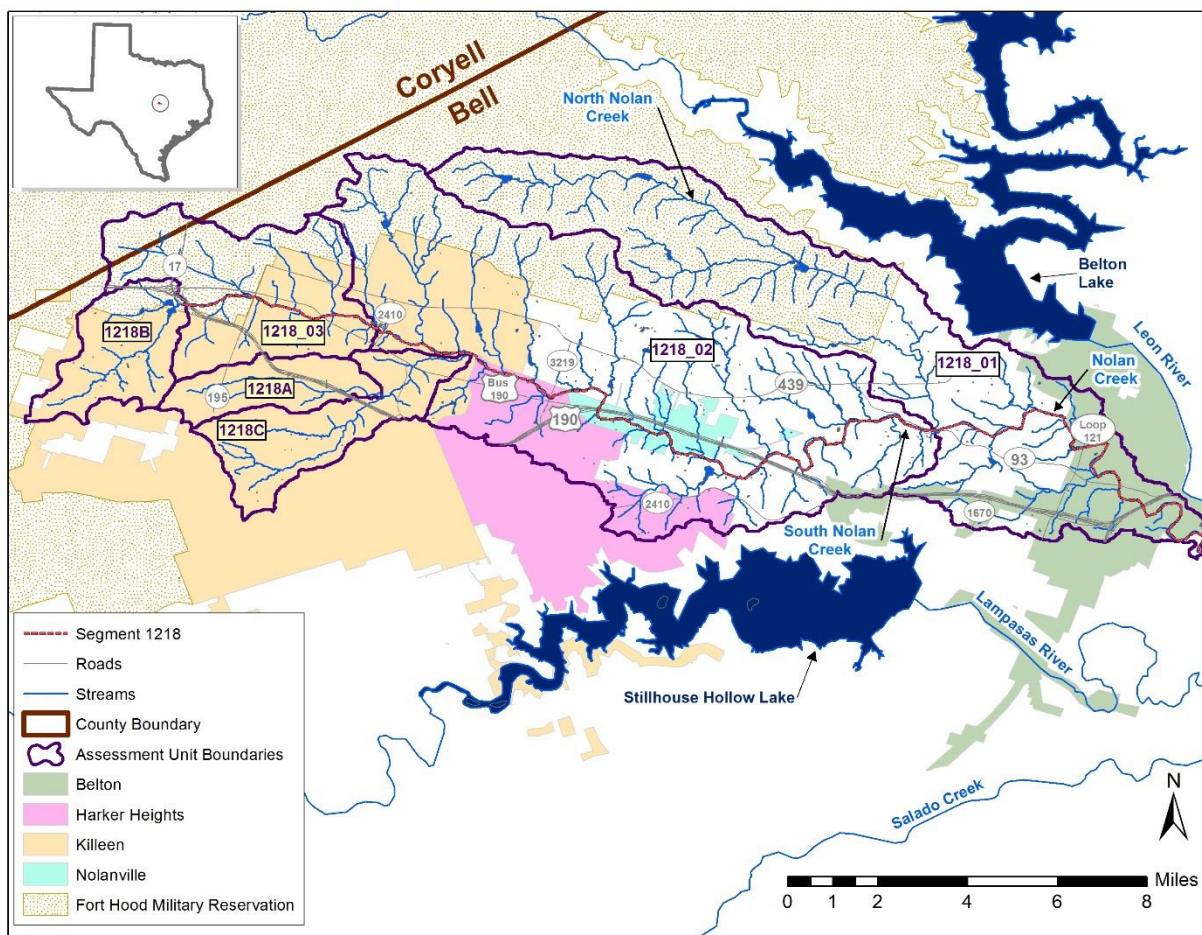 Coryell
Bell
North Nolan
Creek
Belton
Lake
Leon River
17
1218B
1218_03
2410
1218_02
1218_01
3219
Nolan
Creek
195
1218A
Bus
190
439
Loop
121
1218C
190
93
2410
1670
South Nolan
Creek
Lampasas River
Stillhouse Hollow Lake
Salado Creek
Segment 1218
Roads
Streams
County Boundary
Assessment Unit Boundaries
Belton
Harker Heights
Killeen
Nolanville
Fort Hood Military Reservation
N
Miles
0 1 2 4 6 8